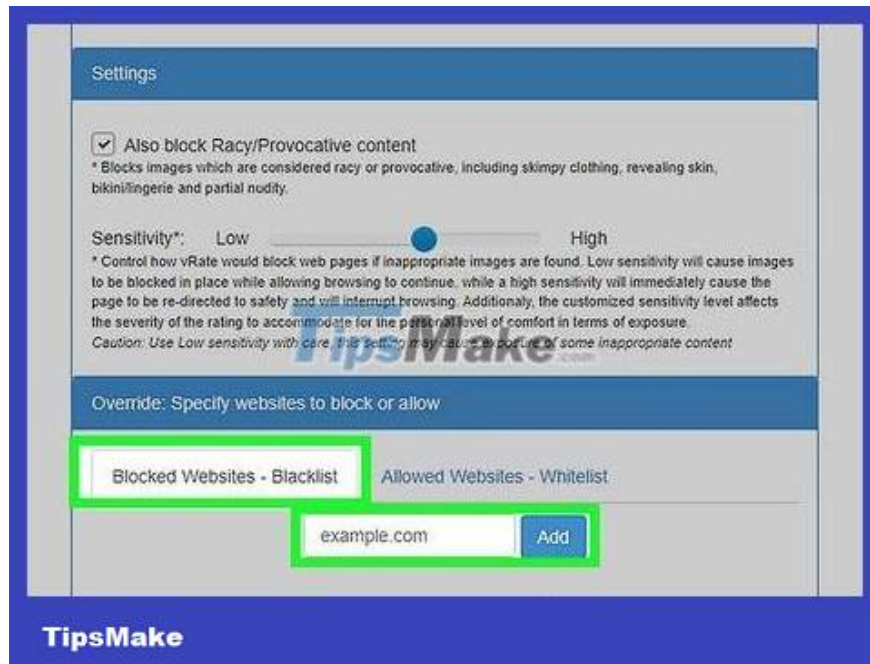 Settings
Also block Racy/Provocative content
* Blocks images which are considered racy or provocative, including skimpy clothing, revealing skin,
bikini/lingerie and partial nudity.
Sensitivity*: Low High
* Control how vRate would block web pages if inappropriate images are found. Low sensitivity will cause images
to be blocked in place while allowing browsing to continue, while a high sensitivity will immediately cause the
page to be re-directed to safety and will interrupt browsing. Additionaly, the customized sensitivity level affects
the severity of the rating to accommodate for the personal level of comfort in terms of exposure.
Caution: Use Low sensitivity with care, this setting may cause exposure of some inappropriate content
TipsMake.com
Override: Specify websites to block or allow
Blocked Websites - Blacklist Allowed Websites - Whitelist
example.com Add
TipsMake